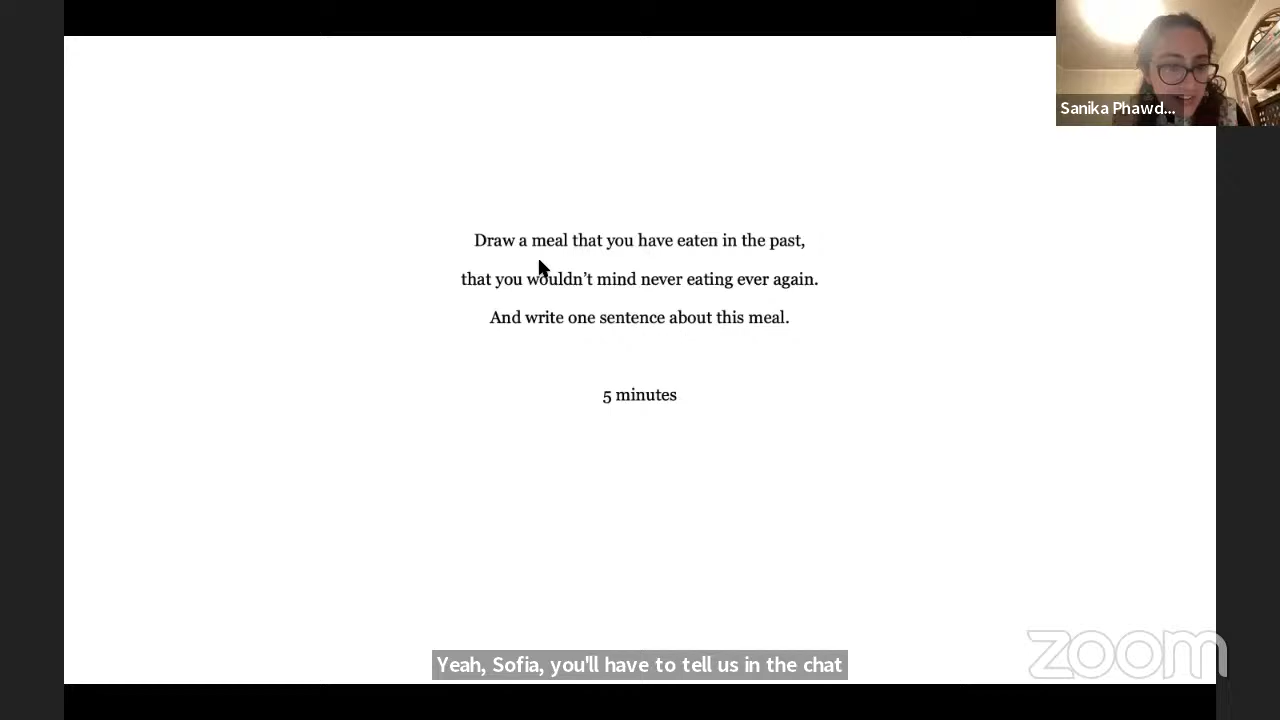 Sanika Phawd...
Draw a meal that you have eaten in the past,
that you wouldn’t mind never eating ever again.
And write one sentence about this meal.
5 minutes
Yeah, Sofia, you'll have to tell us in the chat
zoom